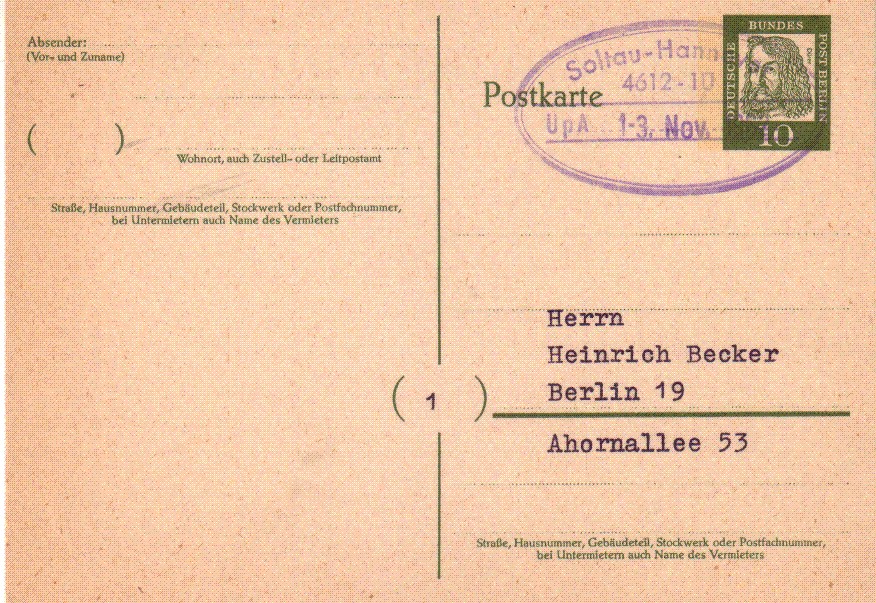 Absender:
(Vor- und Zuname)
( )
Wohnort, auch Zustell- oder Leitpostamt
Straße, Hausnummer, Gebäudeteil, Stockwerk oder Postfachnummer,
bei Untermietern auch Name des Vermieters
Postkarte
Soltau-Hann
4612-10
UpA 1-3. Nov.
DEUTSCHE
BUNDES
POST BERLIN
Dürer
10
Herrn
Heinrich Becker
Berlin 19
( 1 )
Ahornallee 53
Straße, Hausnummer, Gebäudeteil, Stockwerk oder Postfachnummer,
bei Untermietern auch Name des Vermieters